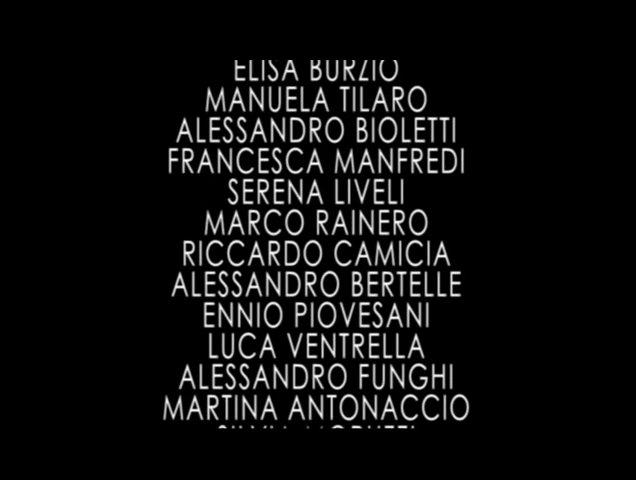 ELISA BURZIO
MANUELA TILARO
ALESSANDRO BIOLETTI
FRANCESCA MANFREDI
SERENA LIVELI
MARCO RAINERO
RICCARDO CAMICIA
ALESSANDRO BERTELLE
ENNIO PIOVESANI
LUCA VENTRELLA
ALESSANDRO FUNGHI
MARTINA ANTONACCIO